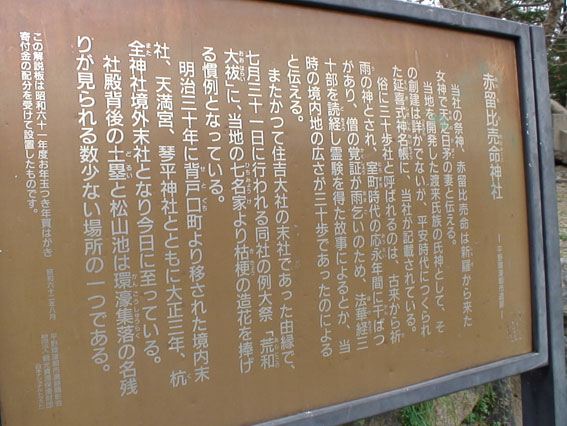 赤留比売命神社
当社の祭神、赤留比売命は新羅から来た
女神で天日矛の妻と伝える。
当地を開発した渡来氏族の氏神として、そ
の創建は詳かでないが、平安時代につくられ
た延喜式神名帳に、当社が記載されている。
俗に三十歩社と呼ばれるのは、古来から祈
雨の神とされ、室町時代の応永年間に干ばつ
があり、僧の覚証が雨乞いのため、法華経三
十部を読経し霊験を得た故事によるとか、当
時の境内地の広さが三十歩であったのによる
と伝える。
またかつて住吉大社の末社であった由縁で、
七月三十一日に行われる同社の例大祭「荒和
大祓」に、当地の七名家より桔梗の造花を捧げ
る慣例となっている。
明治三十年に背戸口町より移された境内末
社、天満宮、琴平神社とともに大正三年、杭
全神社境外末社となり今日に至っている。
社殿背後の土塁と松山池は環濠集落の名残
りが見られる数少ない場所の一つである。
この解説板は昭和六十一年度お年玉つき年賀はがき
寄付金の配分を受けて設置したものです。